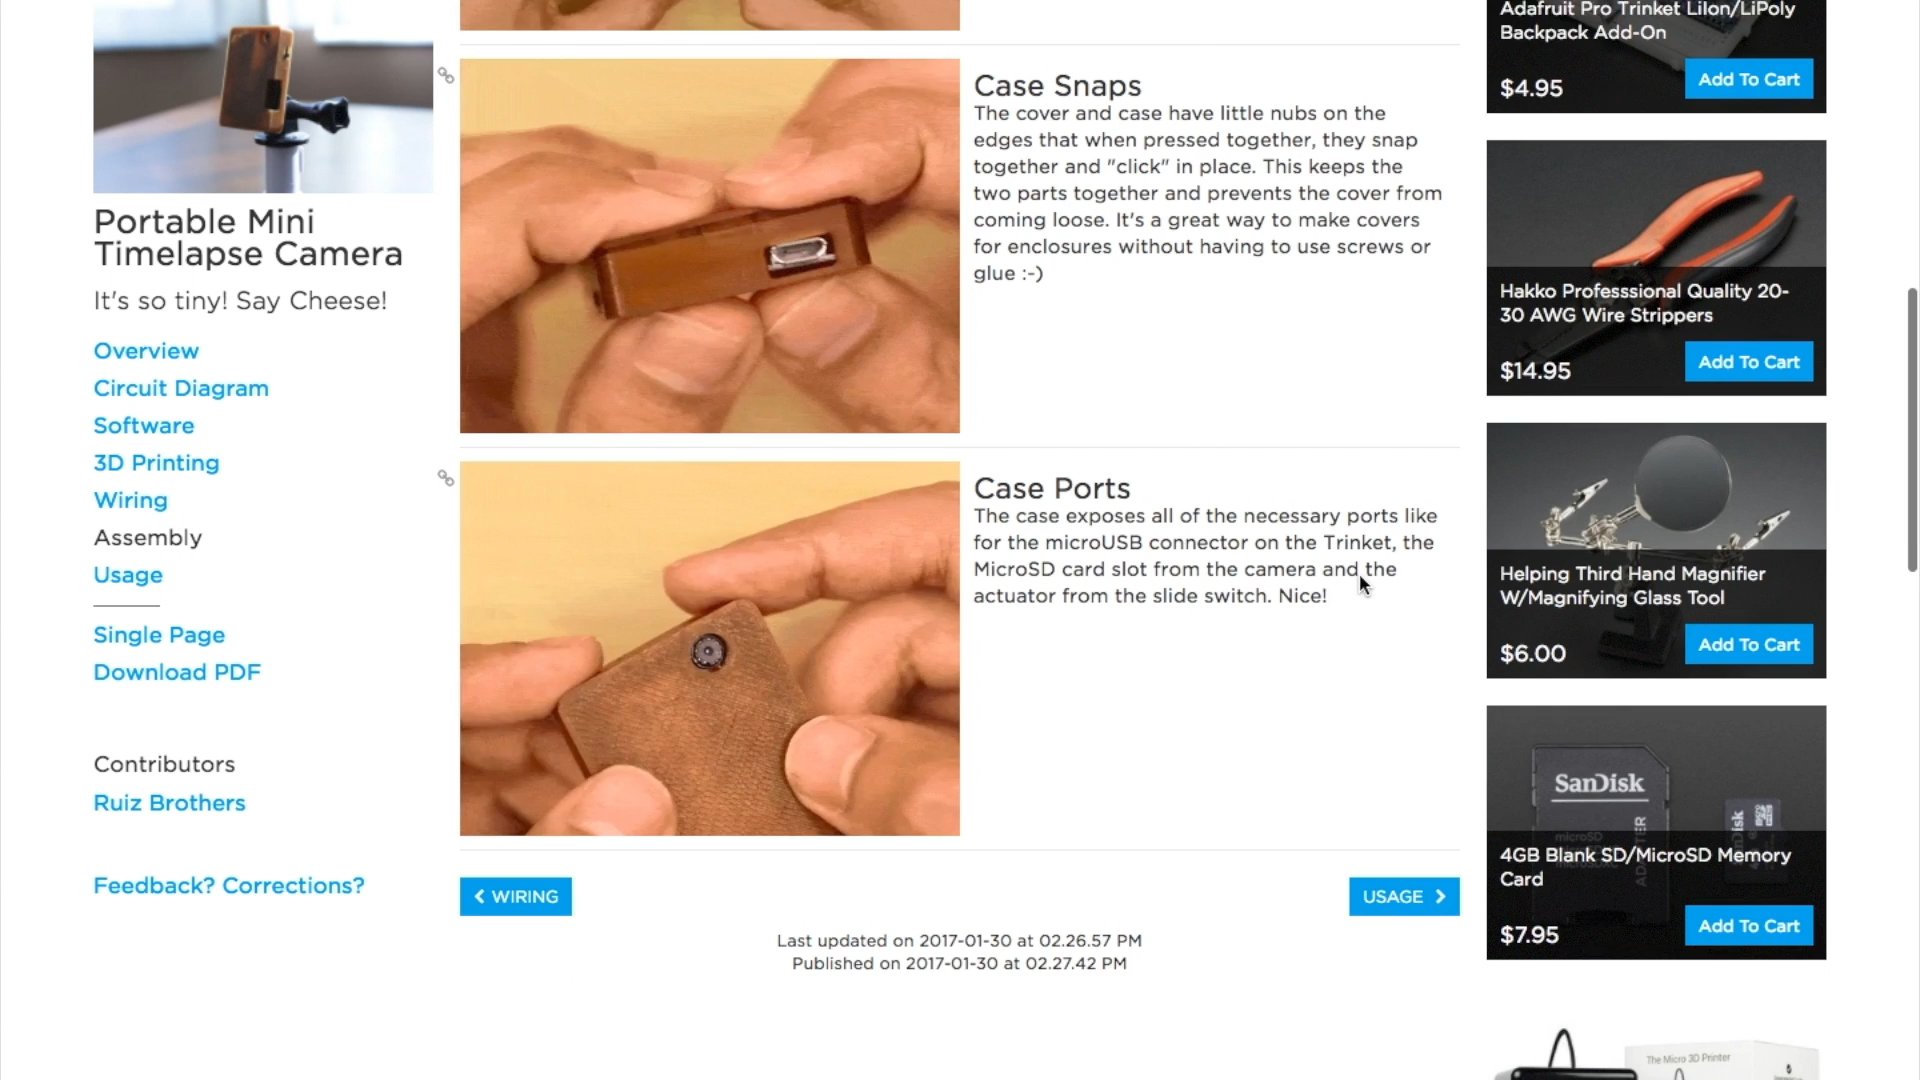 Portable Mini
Timelapse Camera
It's so tiny! Say Cheese!
Overview
Circuit Diagram
Software
3D Printing
Wiring
Assembly
Usage
Single Page
Download PDF
Contributors
Ruiz Brothers
Feedback? Corrections?
Case Snaps
The cover and case have little nubs on the
edges that when pressed together, they snap
together and "click" in place. This keeps the
two parts together and prevents the cover from
coming loose. It's a great way to make covers
for enclosures without having to use screws or
glue :-)
Case Ports
The case exposes all of the necessary ports like
for the microUSB connector on the Trinket, the
MicroSD card slot from the camera and the
actuator from the slide switch. Nice!
WIRING
USAGE
Last updated on 2017-01-30 at 02.26.57 PM
Published on 2017-01-30 at 02.27.42 PM
Adafruit Pro Trinket LiIon/LiPoly
Backpack Add-On
$4.95
Add To Cart
Hakko Professsional Quality 20-
30 AWG Wire Strippers
$14.95
Add To Cart
Helping Third Hand Magnifier
W/Magnifying Glass Tool
$6.00
Add To Cart
SanDisk
microSD
4GB Blank SD/MicroSD Memory
Card
$7.95
Add To Cart
The Micro 3D Printer